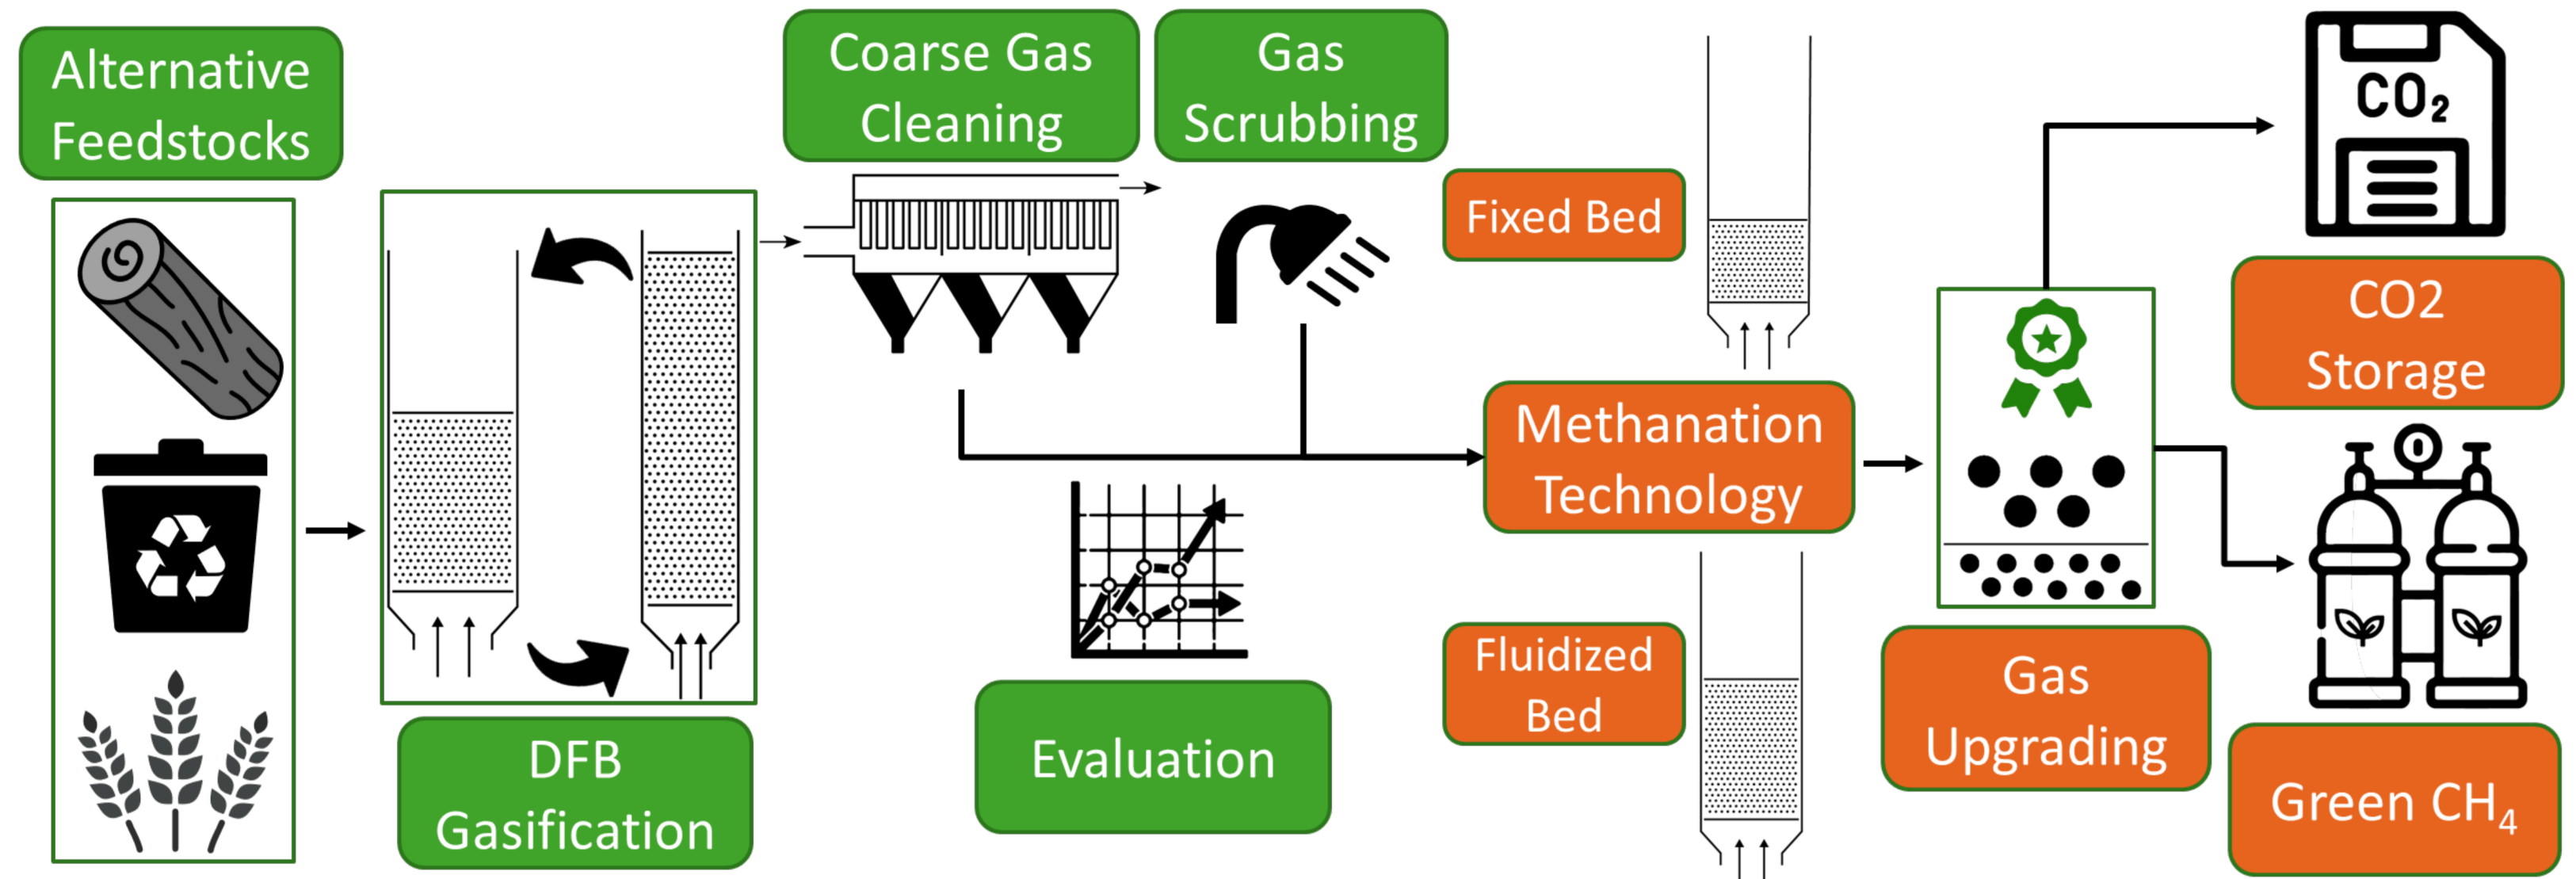 Alternative
Feedstocks
DFB
Gasification
Coarse Gas
Cleaning
Gas
Scrubbing
Evaluation
Fixed Bed
Methanation
Technology
Fluidized
Bed
Gas
Upgrading
CO₂
CO2
Storage
Green CH₄